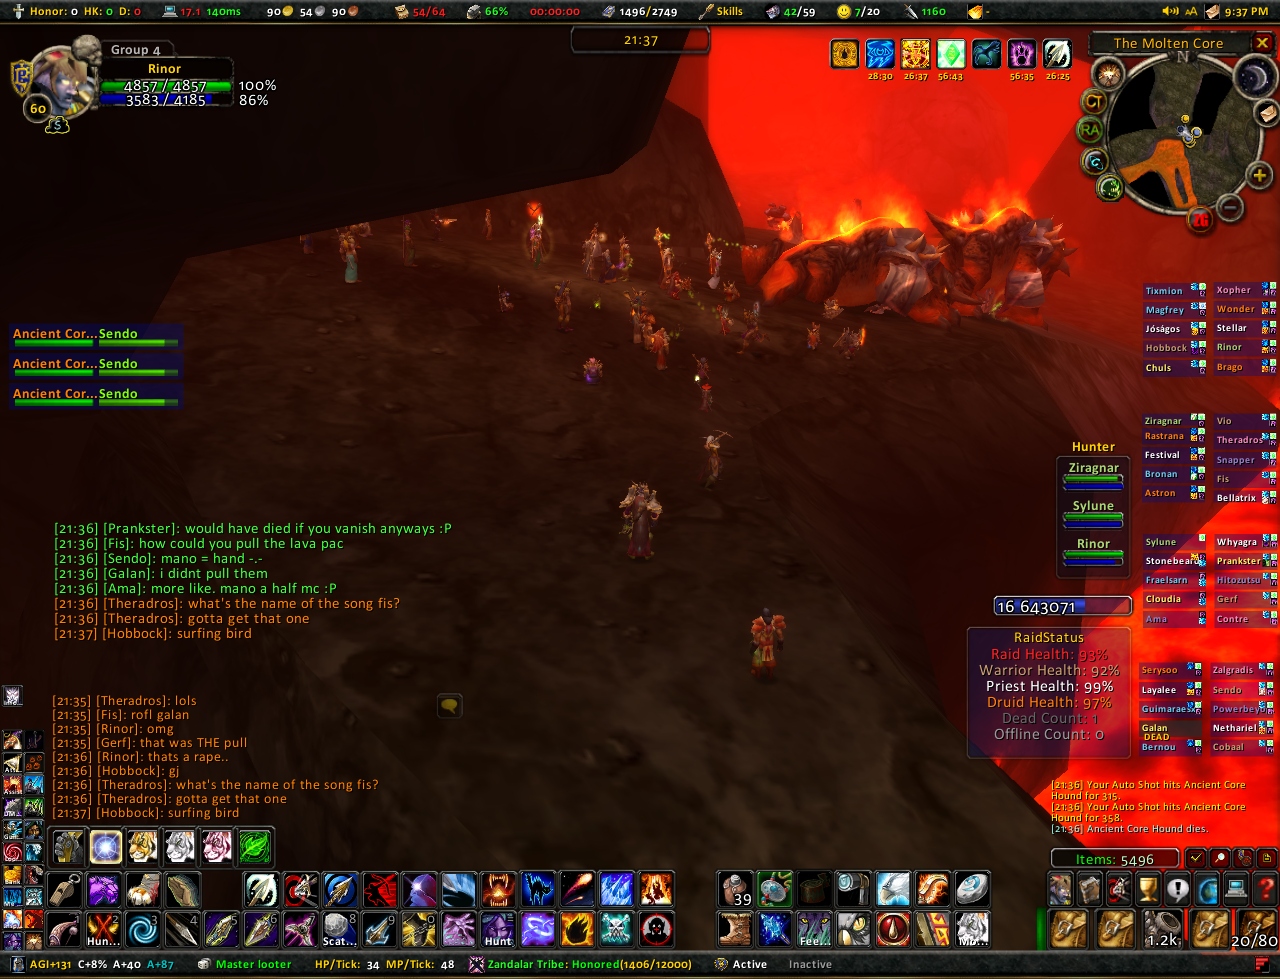 Honor: 0 HK: 0 D: 0 17.1 140ms 90 54 90 54/64 66% 00:00:00 1496/2749 Skills 42/59 7/20 1160 - AA 9:37 PM
21:37
Group 4
Rinor
4857 / 4857 100%
3583 / 4185 86%
60
S
28:30 26:37 56:43 56:35 26:25
The Molten Core
N
CT
RA
Ancient Cor... Sendo
Ancient Cor... Sendo
Ancient Cor... Sendo
Tixmion Xopher
Magfrey Wonder
Jóságos Stellar
Hobbock Rinor
Chuls Brago
Ziragnar Vio
Rastrana Theradros
Festival Snapper
Bronan Fis
Astron Bellatrix
Sylune Whyagra
Stonebeard Prankster
Fraelsarn Hitozutsu
Cloudia Gerf
Ama Contre
Serysoo Zalgradis
Layalee Sendo
Guimaraes Powerbey
Galan Nethariel
DEAD
Bernou Cobaal
Hunter
Ziragnar
Sylune
Rinor
16 643071
RaidStatus
Raid Health: 93%
Warrior Health: 92%
Priest Health: 99%
Druid Health: 97%
Dead Count: 1
Offline Count: 0
[21:36] [Prankster]: would have died if you vanish anyways :P
[21:36] [Fis]: how could you pull the lava pac
[21:36] [Sendo]: mano = hand -.-
[21:36] [Galan]: i didnt pull them
[21:36] [Ama]: more like. mano a half mc :P
[21:36] [Theradros]: what's the name of the song fis?
[21:36] [Theradros]: gotta get that one
[21:37] [Hobbock]: surfing bird
[21:35] [Theradros]: lols
[21:35] [Fis]: rofl galan
[21:35] [Rinor]: omg
[21:35] [Gerf]: that was THE pull
[21:36] [Rinor]: thats a rape..
[21:36] [Hobbock]: gj
[21:36] [Theradros]: what's the name of the song fis?
[21:36] [Theradros]: gotta get that one
[21:37] [Hobbock]: surfing bird
[21:36] Your Auto Shot hits Ancient Core
Hound for 315.
[21:36] Your Auto Shot hits Ancient Core
Hound for 358.
[21:36] Ancient Core Hound dies.
Items: 5496
39
Hun... Scat... Hunt Fee... Mo...
1.2k 20/80
AGI+131 C+8% A+40 A+87 Master looter HP/Tick: 34 MP/Tick: 48 Zandalar Tribe: Honored(1406/12000) Active Inactive